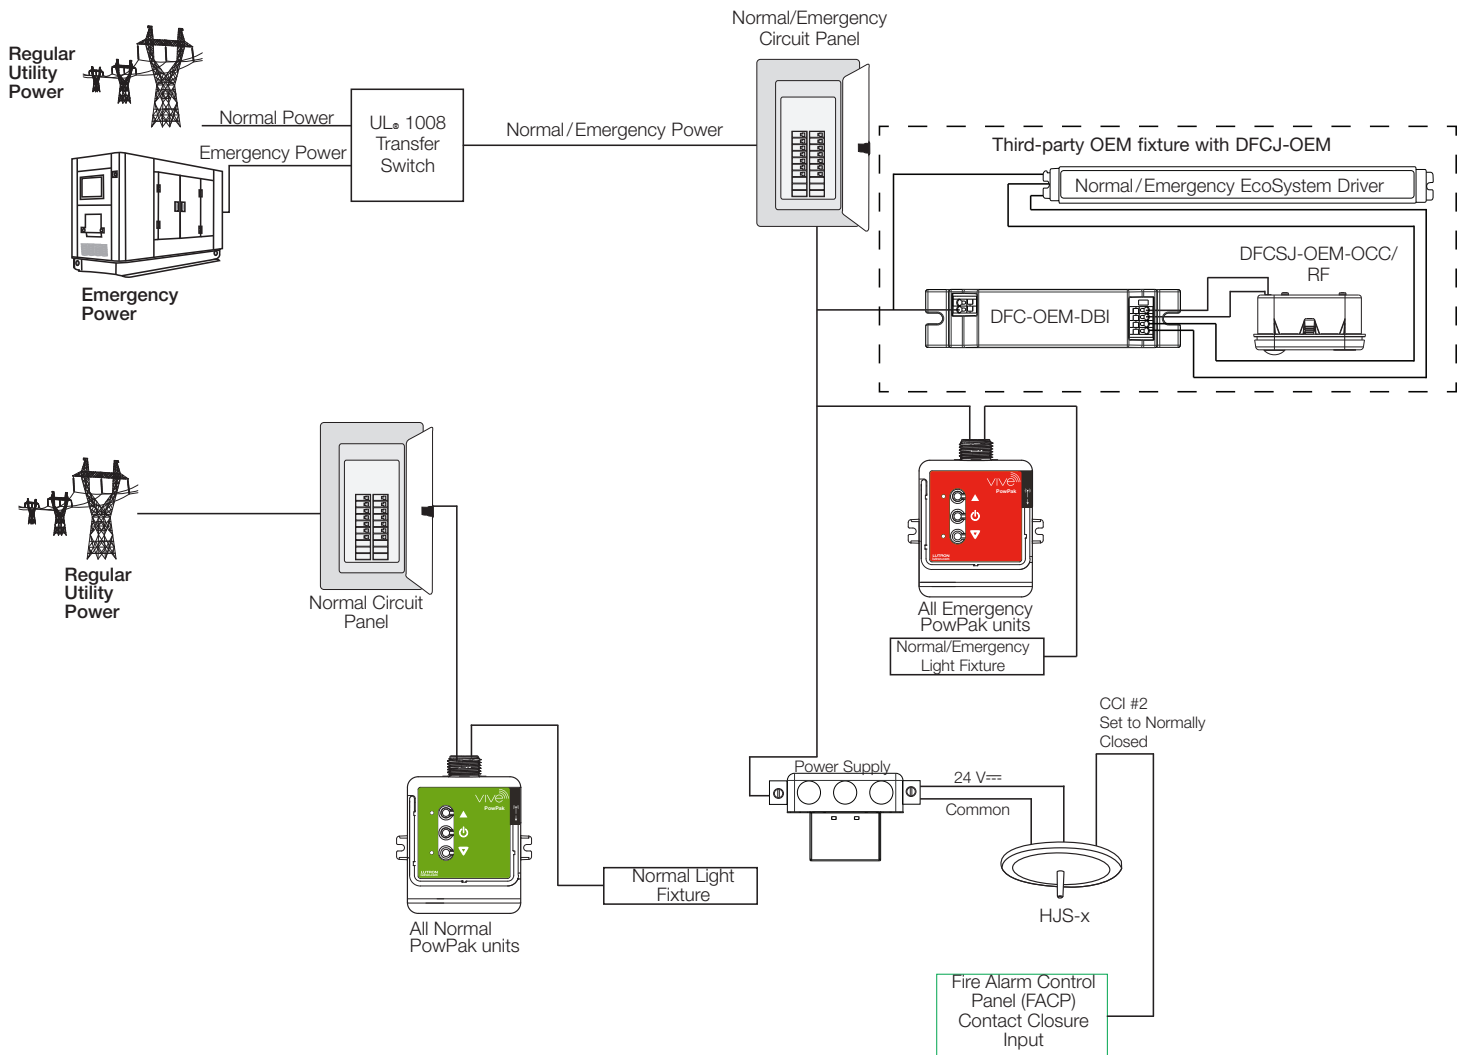 Normal/Emergency
Circuit Panel
Regular
Utility
Power
Normal Power
Emergency Power
UL® 1008
Transfer
Switch
Normal/Emergency Power
Third-party OEM fixture with DFCJ-OEM
Normal/Emergency EcoSystem Driver
DFCSJ-OEM-OCC/
RF
DFC-OEM-DBI
Emergency
Power
Regular
Utility
Power
Normal Circuit
Panel
VIVE
PowPak
LUTRON
All Emergency
PowPak units
Normal/Emergency
Light Fixture
CCI #2
Set to Normally
Closed
Power Supply
24 V
Common
HJS-x
VIVE
PowPak
LUTRON
Normal Light
Fixture
All Normal
PowPak units
Fire Alarm Control
Panel (FACP)
Contact Closure
Input